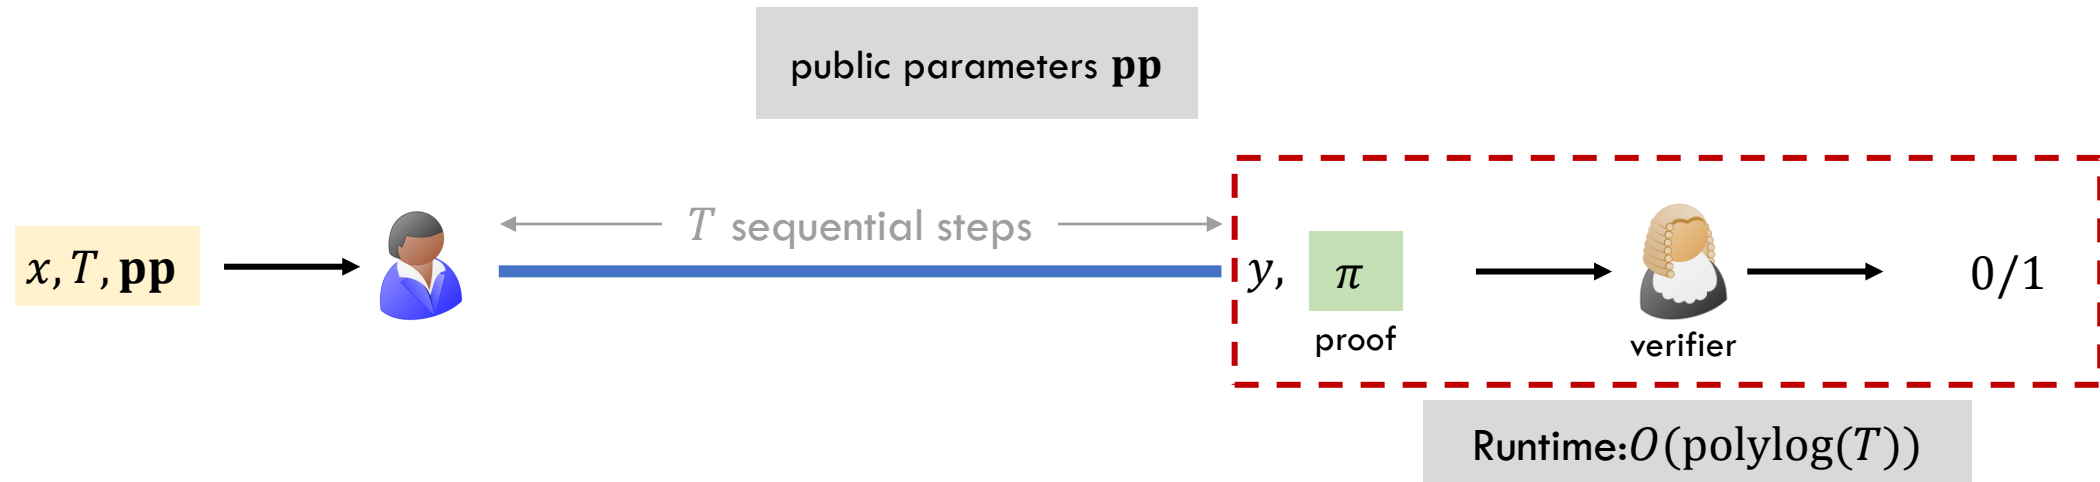 public parameters pp
T sequential steps
x, T, pp
y, π
0/1
proof
verifier
Runtime:O(polylog(T))